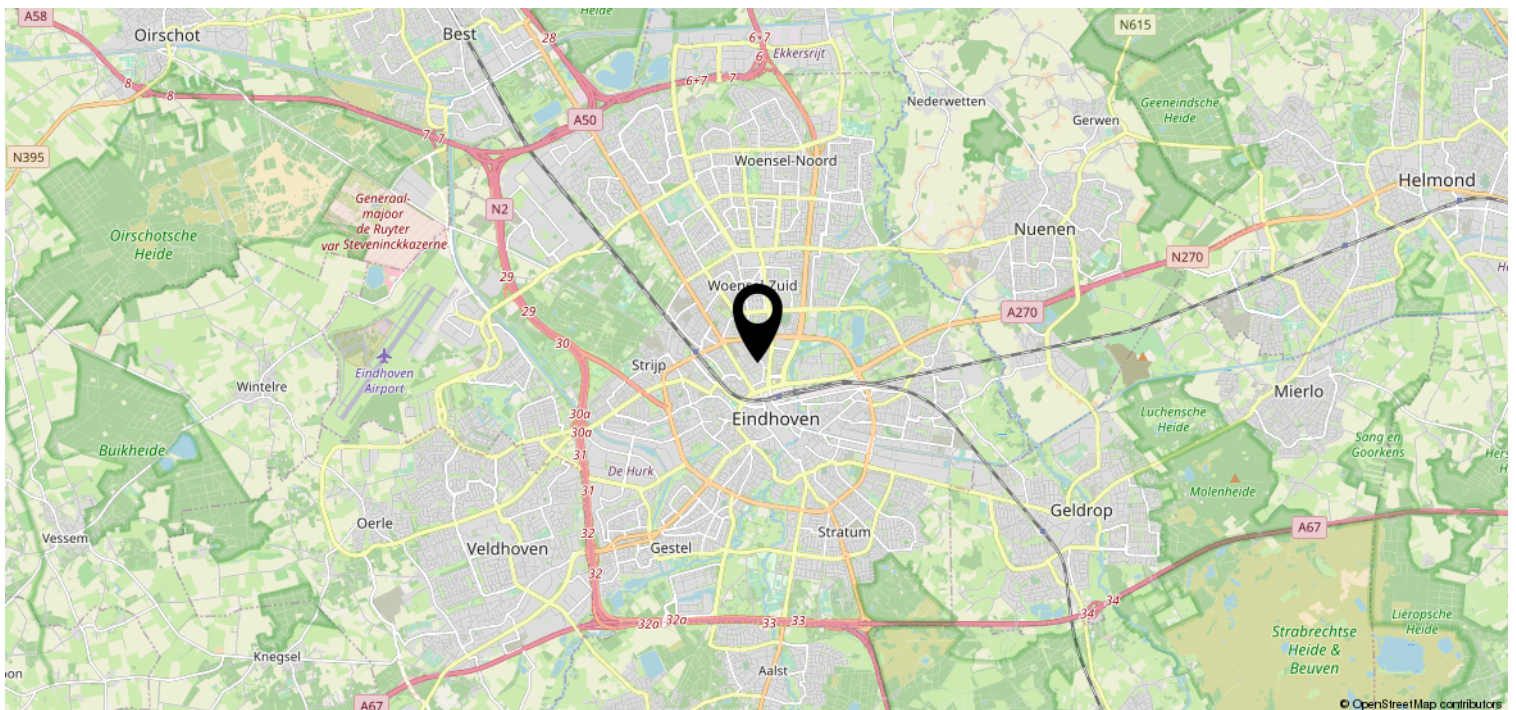 A58
Oirschot
Best
28
Heide
6+7
6
Ekkersrijt
N615
8
8
6+7
7
Nederwetten
Geeneindsche
Heide
A50
Gerwen
7
7
N395
Woensel-Noord
Helmond
Generaal-
majoor
de Ruyter
van Steveninckkazerne
N2
Oirschotsche
Heide
Nuenen
N270
29
29
Woensel-Zuid
A270
30
Strijp
Eindhoven
Airport
Wintelre
Mierlo
30a
30a
Eindhoven
Luchensche
Heide
31
Buikheide
Sang en
Goorkens
De Hurk
31
Molenheide
Geldrop
Oerle
32
Stratum
A67
Vessem
Veldhoven
Gestel
32
34
34
32a
32a
33
33
Lieropsche
Heide
Strabrechtse
Heide &
Beuven
Knegsel
Aalst
A67
© OpenStreetMap contributors